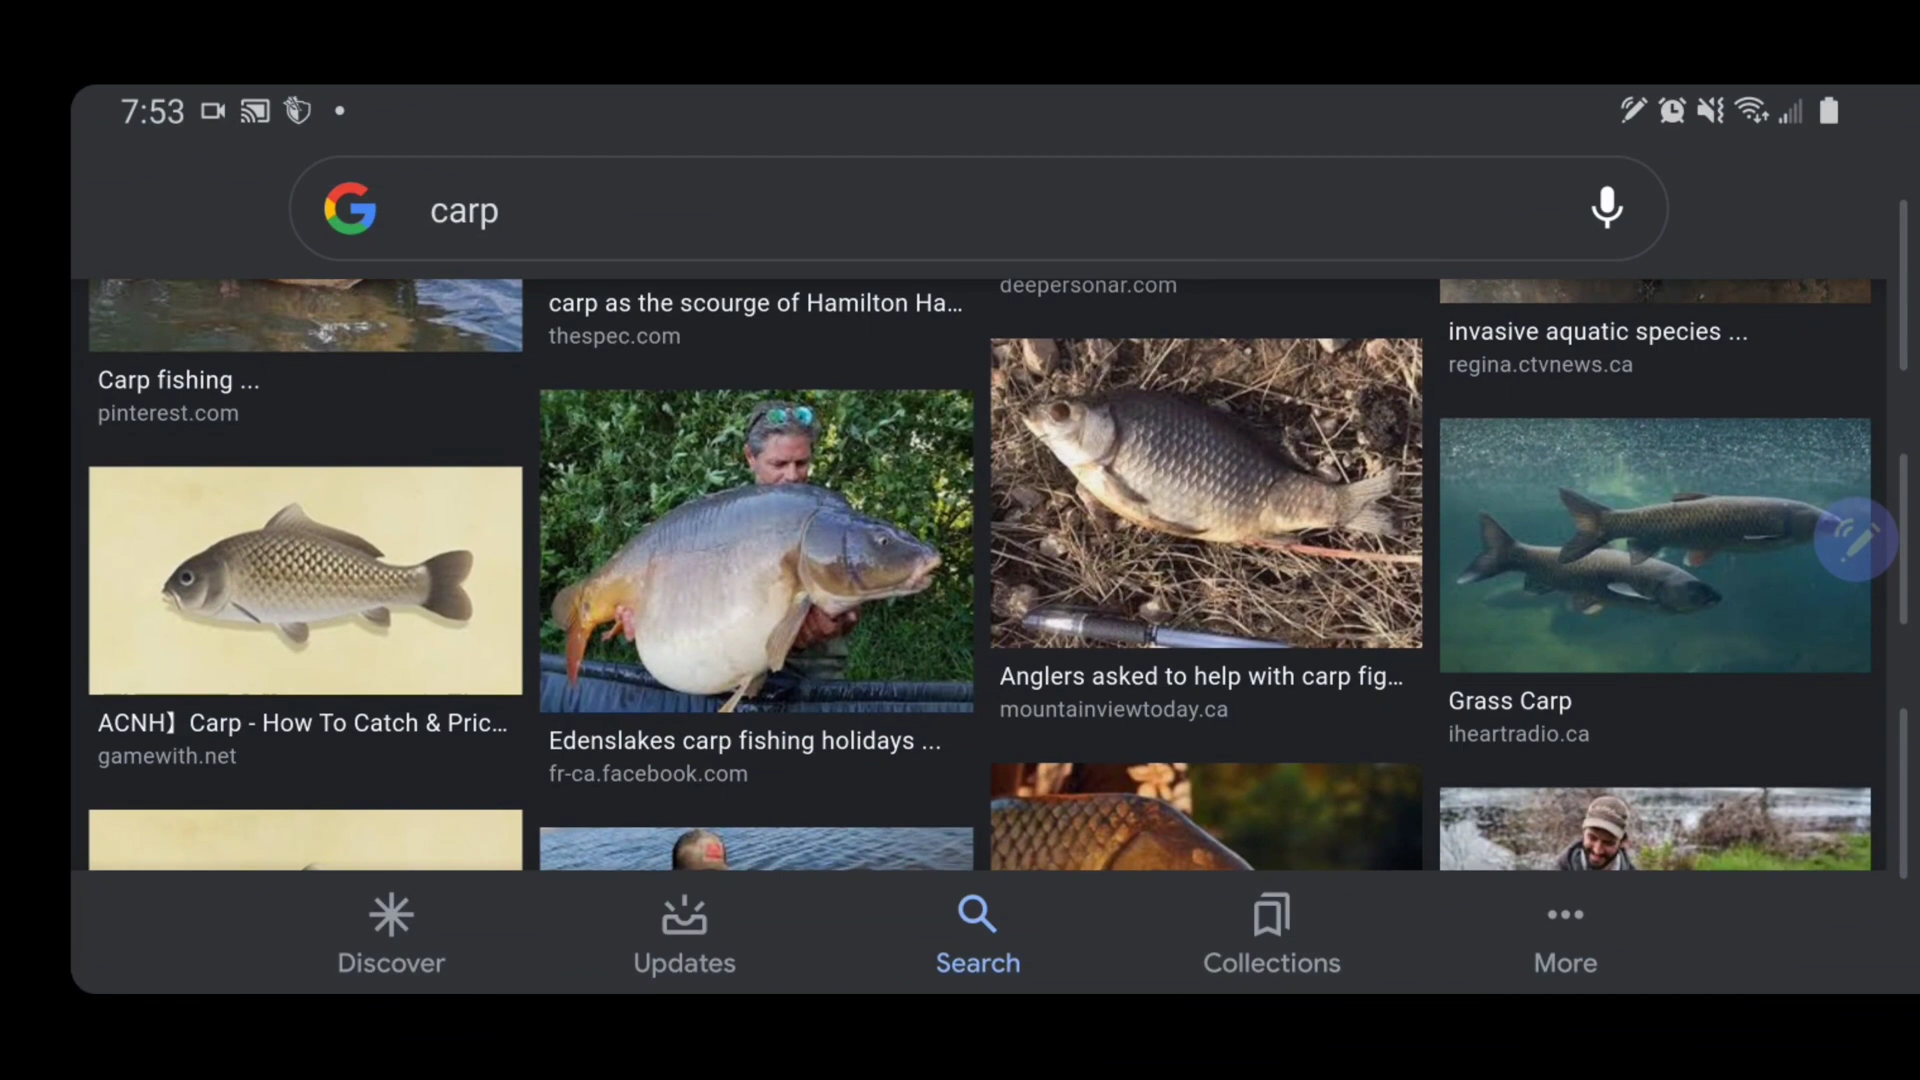 7:53
carp
Carp fishing ...
pinterest.com
ACNH】Carp - How To Catch & Pric...
gamewith.net
carp as the scourge of Hamilton Ha...
thespec.com
Edenslakes carp fishing holidays ...
fr-ca.facebook.com
deepersonar.com
Anglers asked to help with carp fig...
mountainviewtoday.ca
invasive aquatic species ...
regina.ctvnews.ca
Grass Carp
iheartradio.ca
Discover
Updates
Search
Collections
More